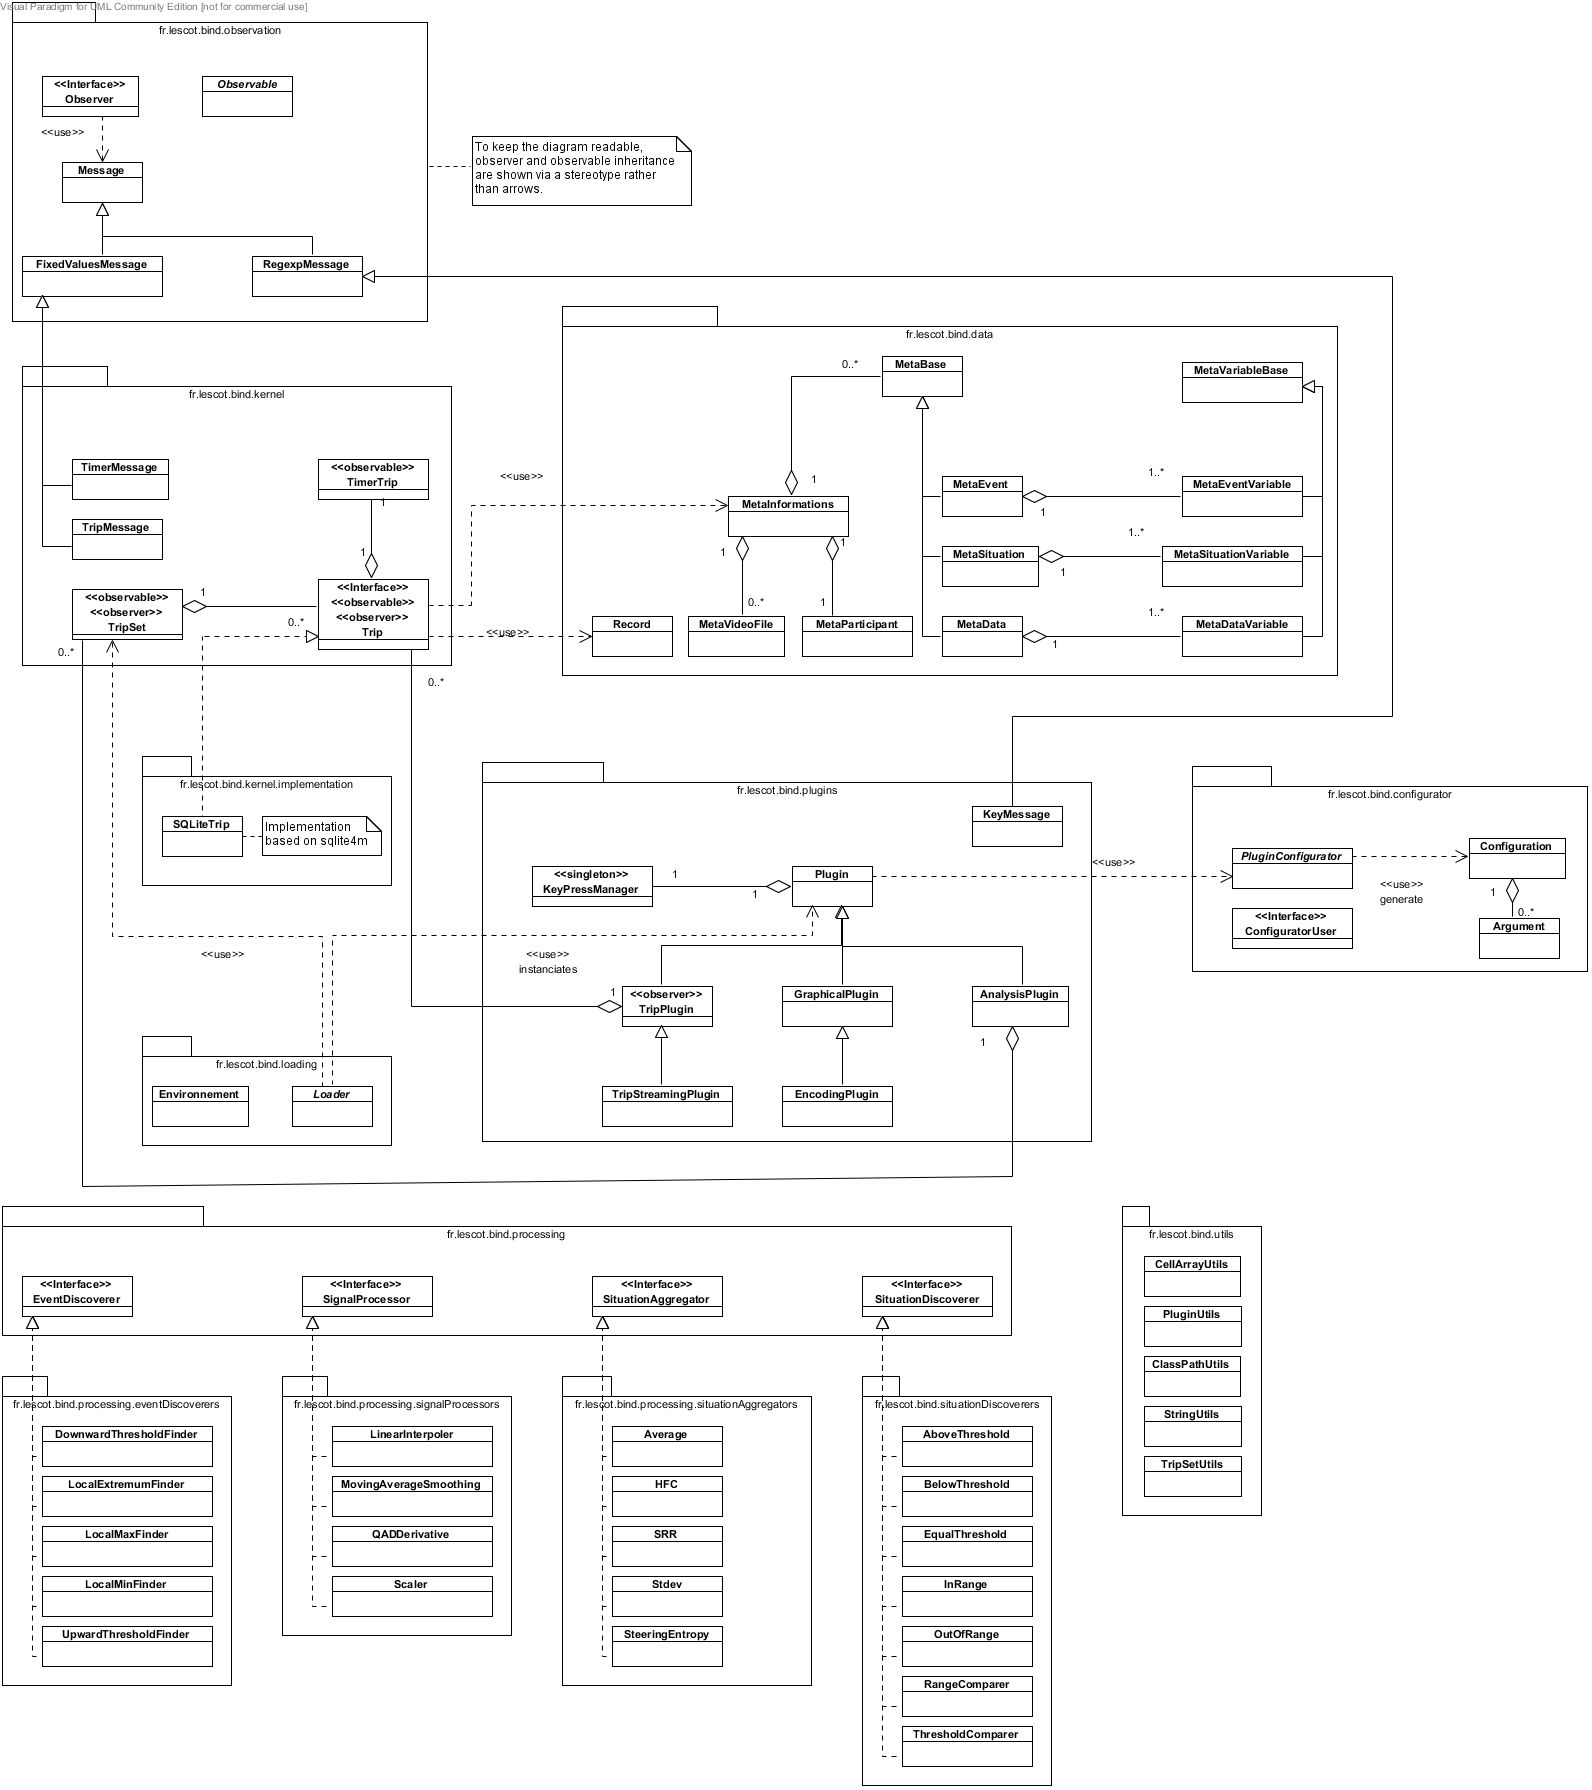 Visual Paradigm for UML Community Edition [not for commercial use]
fr.lescot.bind.observation
<<Interface>>
Observer
Observable
<<use>>
Message
To keep the diagram readable,
observer and observable inheritance
are shown via a stereotype rather
than arrows.
FixedValuesMessage
RegexpMessage
fr.lescot.bind.data
0..*
MetaBase
MetaVariableBase
1
MetaInformations
MetaEvent
1
1..*
MetaEventVariable
MetaSituation
1
1..*
MetaSituationVariable
1
1
0..*
1
Record
MetaVideoFile
MetaParticipant
MetaData
1
1..*
MetaDataVariable
fr.lescot.bind.kernel
TimerMessage
<<observable>>
TimerTrip
1
<<use>>
TripMessage
1
<<observable>>
<<observer>>
TripSet
1
0..*
<<Interface>>
<<observable>>
<<observer>>
Trip
<<use>>
0..*
0..*
fr.lescot.bind.kernel.implementation
SQLiteTrip
Implementation
based on sqlite4m
fr.lescot.bind.plugins
KeyMessage
<<singleton>>
KeyPressManager
1
1
Plugin
<<use>>
<<use>>
<<use>>
instanciates
1
<<observer>>
TripPlugin
GraphicalPlugin
AnalysisPlugin
1
TripStreamingPlugin
EncodingPlugin
fr.lescot.bind.configurator
PluginConfigurator
Configuration
<<use>>
generate
1
0..*
<<Interface>>
ConfiguratorUser
Argument
fr.lescot.bind.loading
Environnement
Loader
fr.lescot.bind.processing
<<Interface>>
EventDiscoverer
<<Interface>>
SignalProcessor
<<Interface>>
SituationAggregator
<<Interface>>
SituationDiscoverer
fr.lescot.bind.processing.eventDiscoverers
DownwardThresholdFinder
LocalExtremumFinder
LocalMaxFinder
LocalMinFinder
UpwardThresholdFinder
fr.lescot.bind.processing.signalProcessors
LinearInterpoler
MovingAverageSmoothing
QADDerivative
Scaler
fr.lescot.bind.processing.situationAggregators
Average
HFC
SRR
Stdev
SteeringEntropy
fr.lescot.bind.situationDiscoverers
AboveThreshold
BelowThreshold
EqualThreshold
InRange
OutOfRange
RangeComparer
ThresholdComparer
fr.lescot.bind.utils
CellArrayUtils
PluginUtils
ClassPathUtils
StringUtils
TripSetUtils